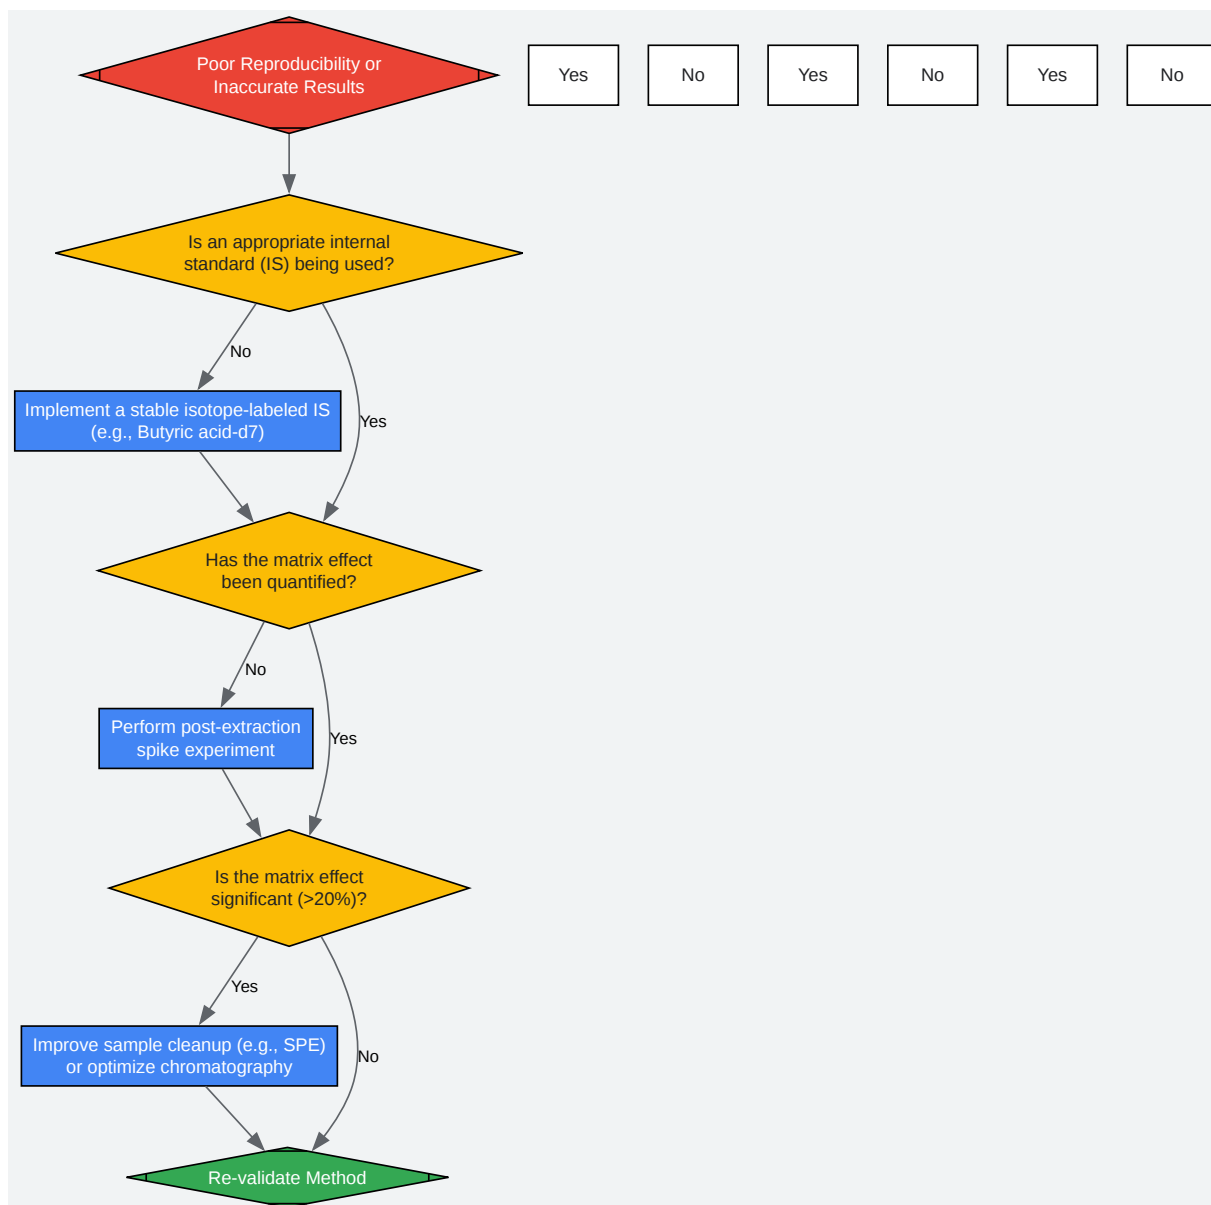 Poor Reproducibility or
Inaccurate Results
Yes
No
Yes
No
Yes
No
Is an appropriate internal
standard (IS) being used?
No
Implement a stable isotope-labeled IS
(e.g., Butyric acid-d7)
Yes
Has the matrix effect
been quantified?
No
Perform post-extraction
spike experiment
Yes
Is the matrix effect
significant (>20%)?
Yes
Improve sample cleanup (e.g., SPE)
or optimize chromatography
No
Re-validate Method